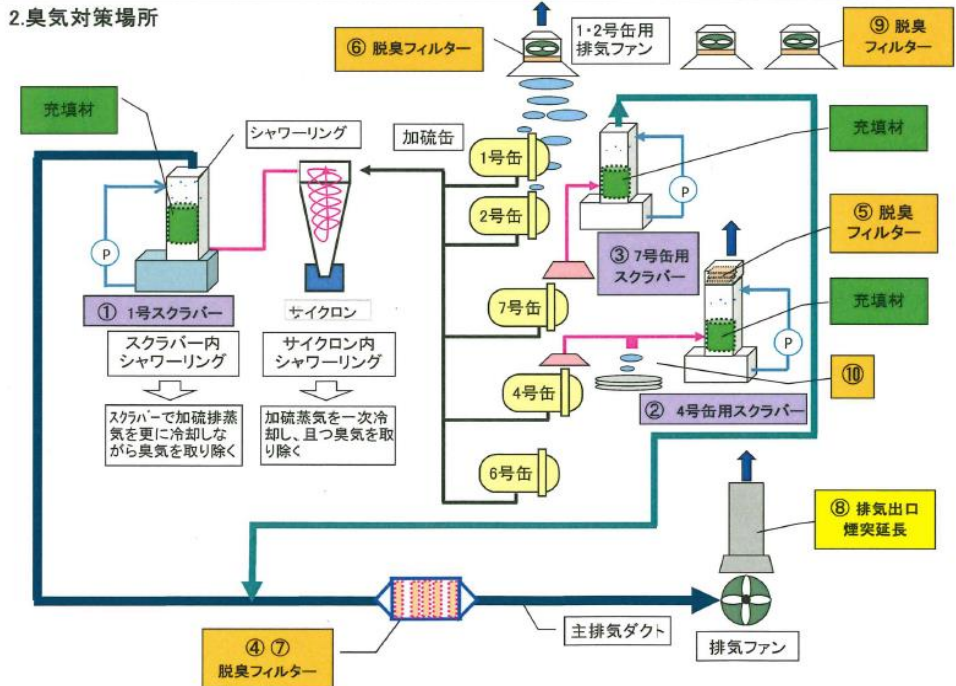 2.臭気対策場所
⑥ 脱臭フィルター
1・2号缶用
排気ファン
⑨ 脱臭
フィルター
充填材
シャワーリング
加硫缶
1号缶
充填材
2号缶
P
⑤ 脱臭
フィルター
③ 7号缶用
スクラバー
P
7号缶
充填材
① 1号スクラバー
サイクロン
P
スクラバー内
シャワーリング
サイクロン内
シャワーリング
4号缶
⑩
② 4号缶用スクラバー
スクラバーで加硫排蒸
気を更に冷却しな
がら臭気を取り除く
加硫蒸気を一次冷
却し、且つ臭気を取
り除く
6号缶
⑧ 排気出口
煙突延長
主排気ダクト
排気ファン
④ ⑦
脱臭フィルター